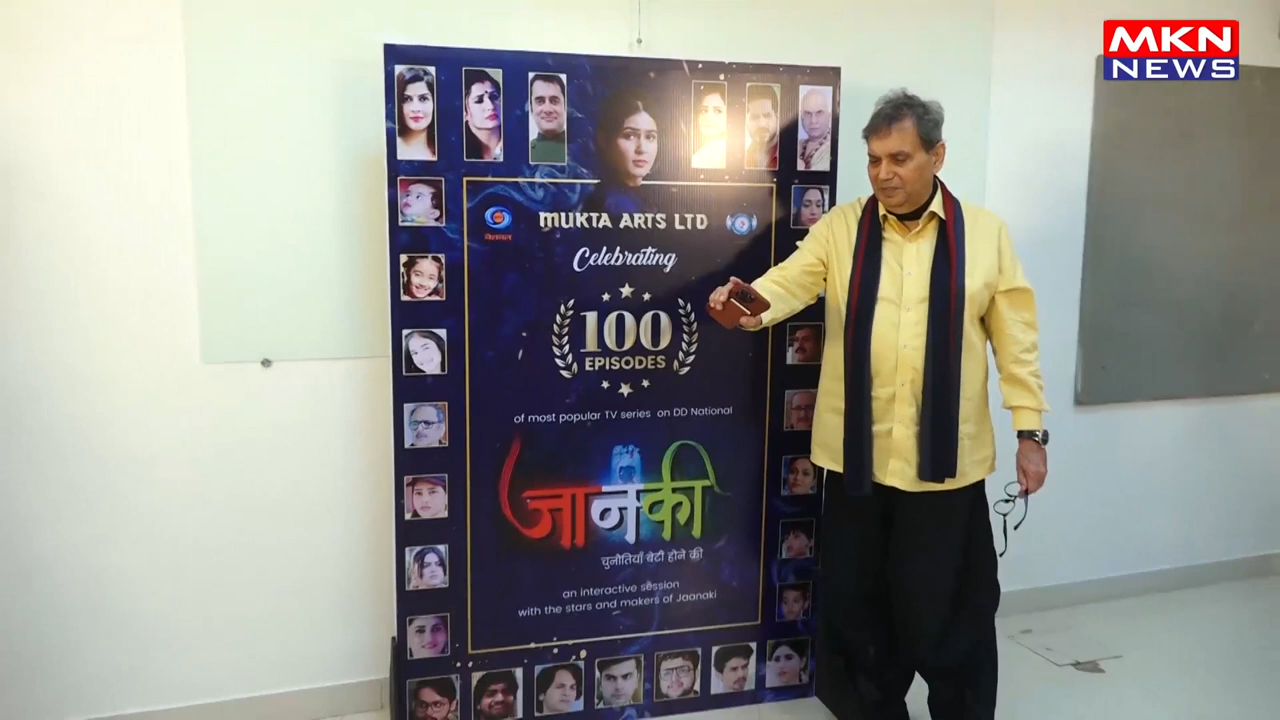 MKN
NEWS
MUKTA ARTS LTD
Celebrating
100
EPISODES
of most popular TV series on DD National
जानकी
चुनौतियाँ बेटी होने की
an interactive session
with the stars and makers of Jaanaki